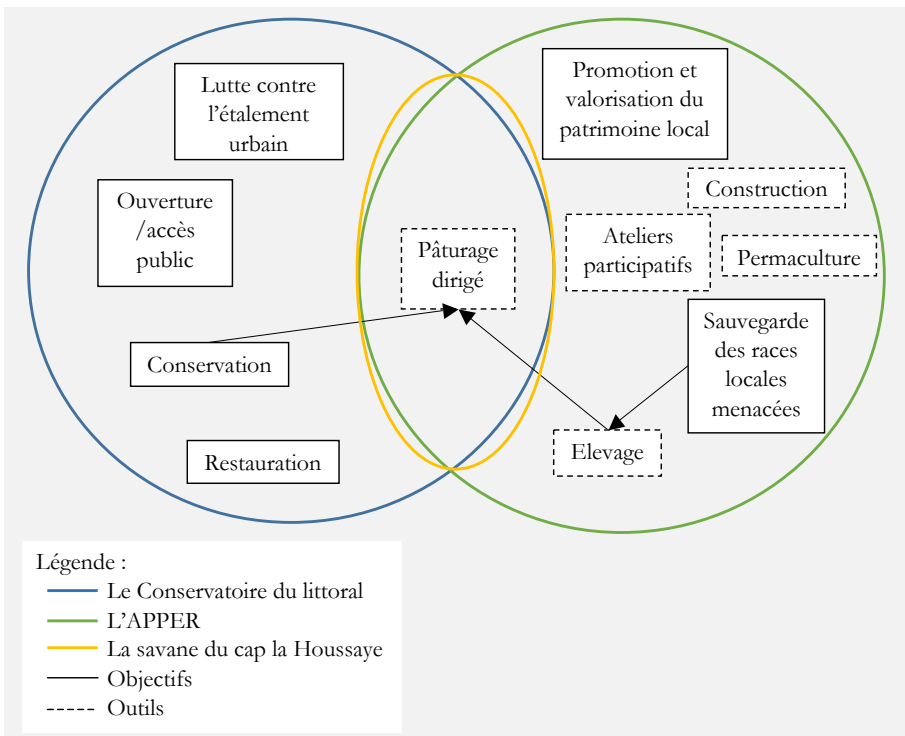 Lutte contre
l'étalement
urbain
Promotion et
valorisation du
patrimoine local
Ouverture
/accès
public
Construction
Ateliers
participatifs
Permaculture
Pâturage
dirigé
Conservation
Sauvegarde
des races
locales
menacées
Restauration
Elevage
Légende :
Le Conservatoire du littoral
L'APPER
La savane du cap la Houssaye
Objectifs
Outils